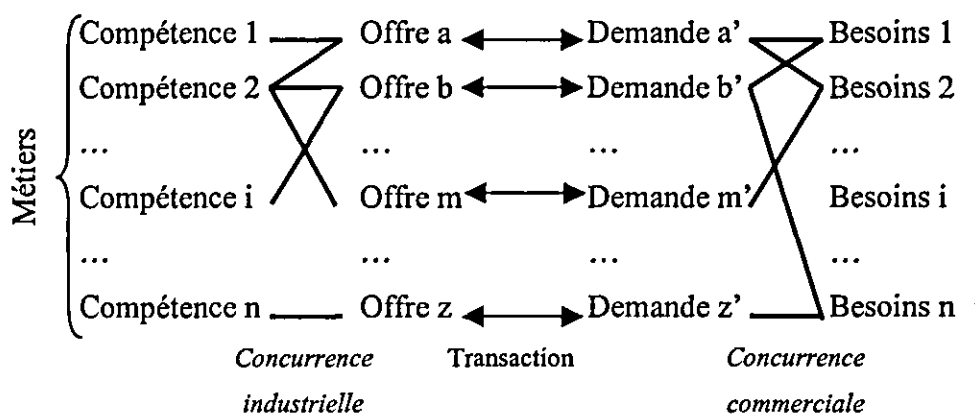 Métiers
Compétence 1 Offre a Demande a' Besoins 1
Compétence 2 Offre b Demande b' Besoins 2
... ... ... ...
Compétence i Offre m Demande m' Besoins i
... ... ... ...
Compétence n Offre z Demande z' Besoins n
Concurrence Transaction Concurrence
industrielle commerciale